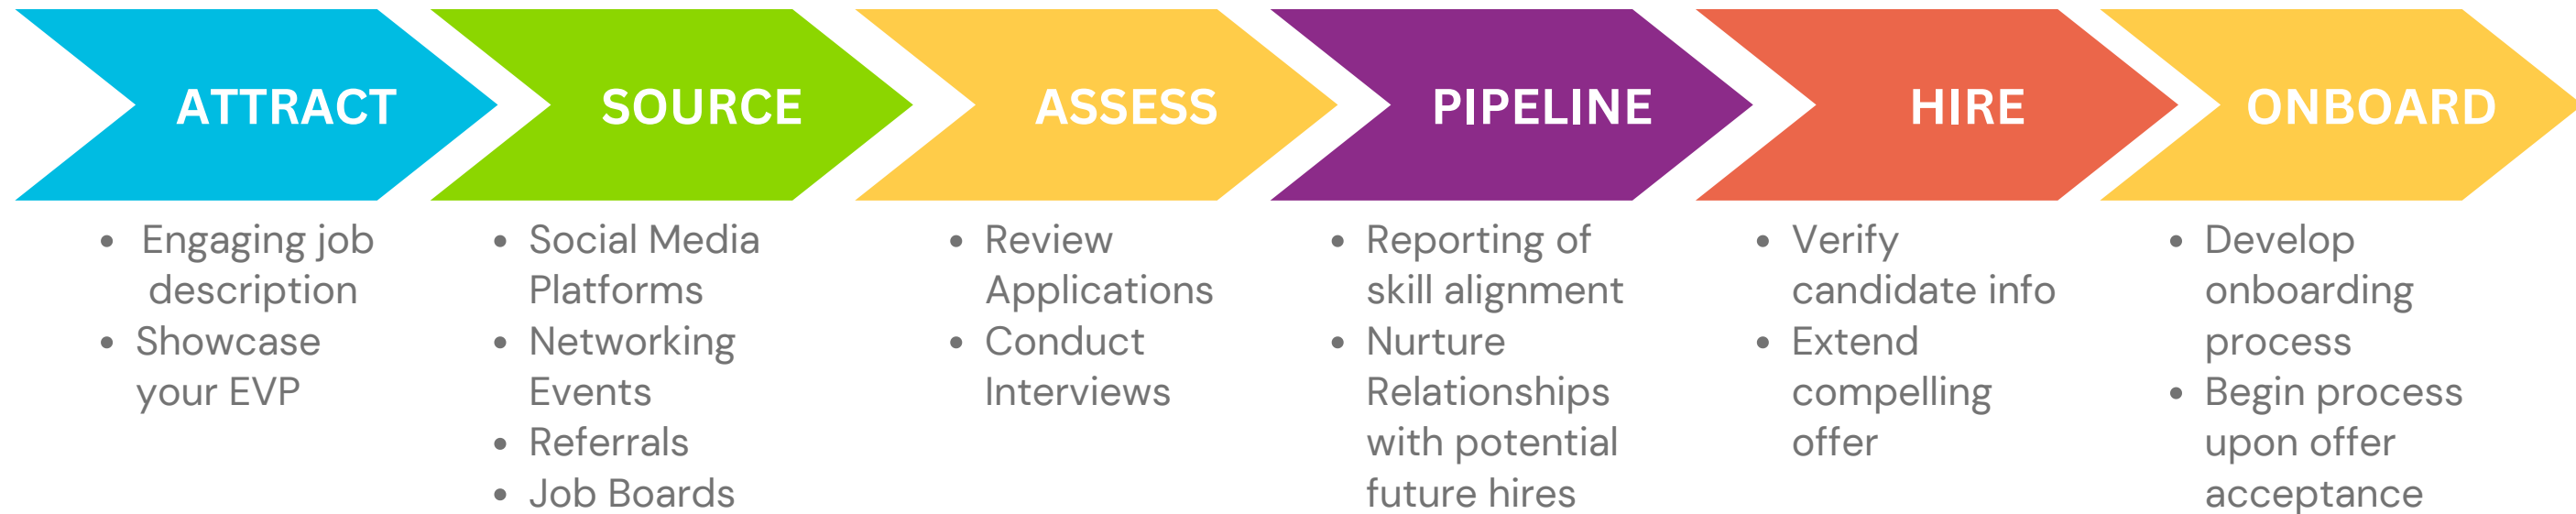 ATTRACT
SOURCE
ASSESS
PIPELINE
HIRE
ONBOARD
• Engaging job
description
• Showcase
your EVP
• Social Media
Platforms
• Networking
Events
• Referrals
• Job Boards
• Review
Applications
• Conduct
Interviews
• Reporting of
skill alignment
• Nurture
Relationships
with potential
future hires
• Verify
candidate info
• Extend
compelling
offer
• Develop
onboarding
process
• Begin process
upon offer
acceptance